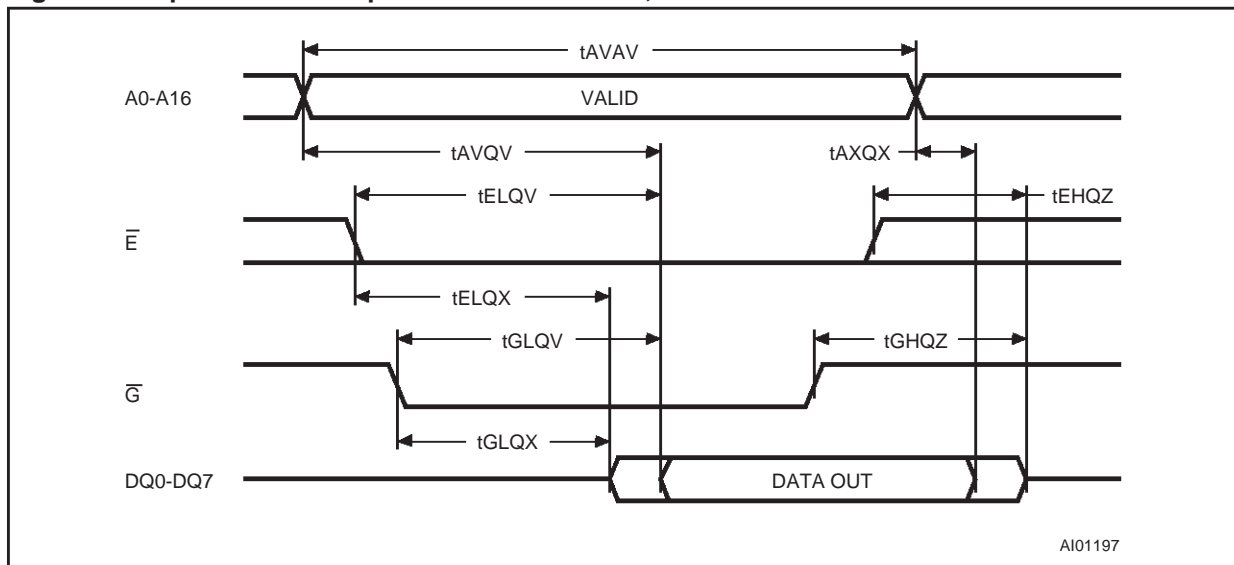 tAVAV
A0-A16
VALID
tAVQV
tAXQX
tELQV
tEHQZ
E̅
tELQX
tGLQV
tGHQZ
G̅
tGLQX
DQ0-DQ7
DATA OUT
AI01197